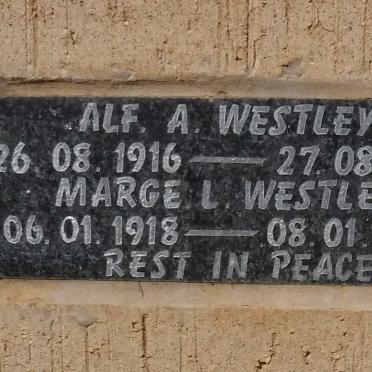 ALF. A. WESTLEY
26 08. 1916 — 27. 08
MARGE L. WESTLE
06. 01. 1918 — 08. 01.
REST IN PEACE